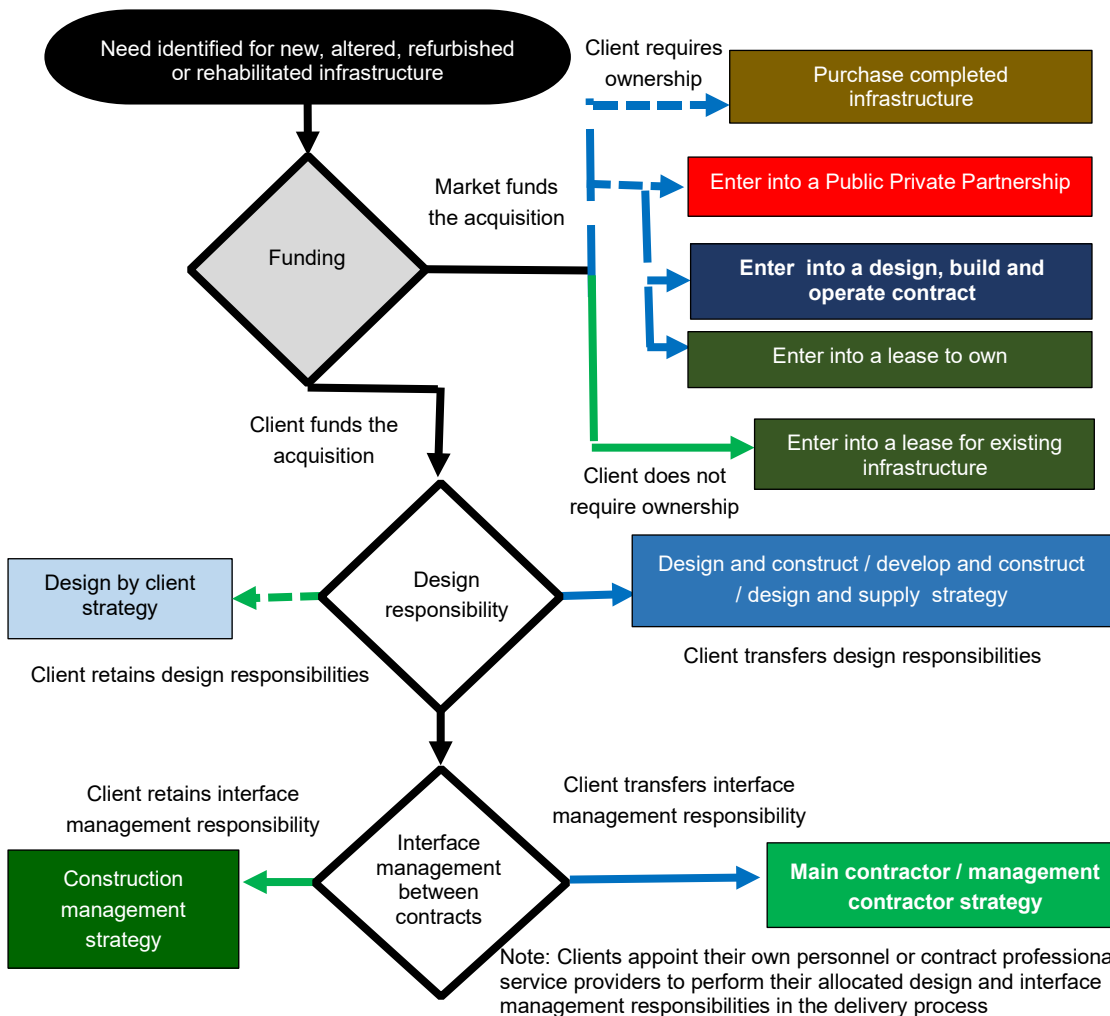 Need identified for new, altered, refurbished
or rehabilitated infrastructure
Client requires
ownership
Purchase completed
infrastructure
Market funds
the acquisition
Enter into a Public Private Partnership
Funding
Enter into a design, build and
operate contract
Enter into a lease to own
Client funds the
acquisition
Enter into a lease for existing
infrastructure
Client does not
require ownership
Design by client
strategy
Design
responsibility
Design and construct / develop and construct
/ design and supply strategy
Client retains design responsibilities
Client transfers design responsibilities
Client retains interface
management responsibility
Client transfers interface
management responsibility
Interface
management
between
contracts
Construction
management
strategy
Main contractor / management
contractor strategy
Note: Clients appoint their own personnel or contract professiona
service providers to perform their allocated design and interface
management responsibilities in the delivery process